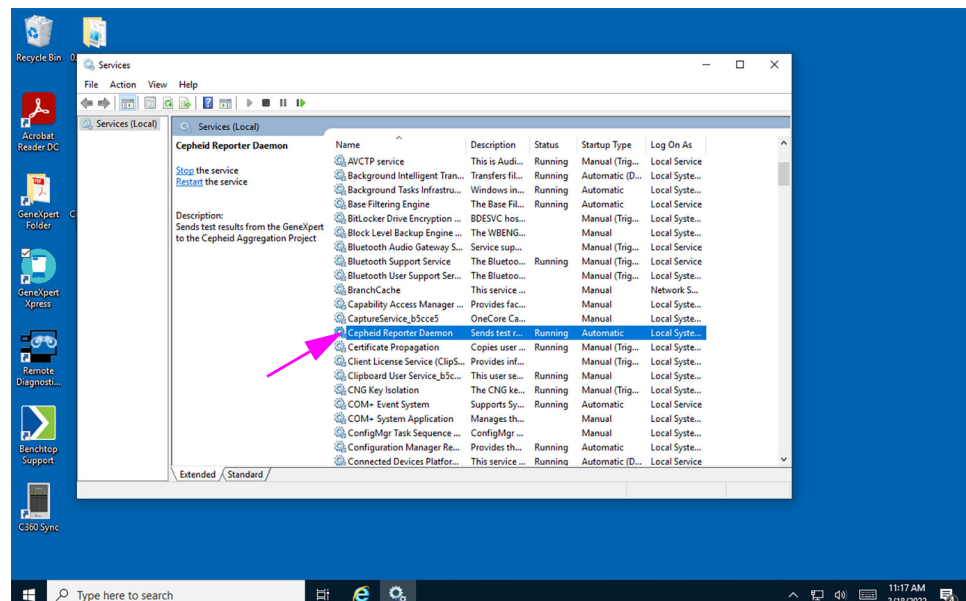 Recycle Bin
0.
Acrobat
Reader DC
GeneXpert
Folder
C
GeneXpert
Xpress
Remote
Diagnosti...
Benchtop
Support
C360 Sync
Services
File Action View Help
Services (Local)
Services (Local)
Cepheid Reporter Daemon
Stop the service
Restart the service
Description:
Sends test results from the GeneXpert
to the Cepheid Aggregation Project
Name Description Status Startup Type Log On As
AVCTP service This is Audi... Running Manual (Trig... Local Service
Background Intelligent Tran... Transfers fil... Running Automatic (D... Local Syste...
Background Tasks Infrastru... Windows in... Running Automatic Local Syste...
Base Filtering Engine The Base Fil... Running Automatic Local Service
BitLocker Drive Encryption ... BDESVC hos... Manual (Trig... Local Syste...
Block Level Backup Engine ... The WBENG... Manual Local Syste...
Bluetooth Audio Gateway S... Service sup... Manual (Trig... Local Service
Bluetooth Support Service The Bluetoo... Running Manual (Trig... Local Service
Bluetooth User Support Ser... The Bluetoo... Manual (Trig... Local Syste...
BranchCache This service ... Manual Network S...
Capability Access Manager ... Provides fac... Manual Local Syste...
CaptureService_b5cce5 OneCore Ca... Manual Local Syste...
Cepheid Reporter Daemon Sends test r... Running Automatic Local Syste...
Certificate Propagation Copies user ... Running Manual (Trig... Local Syste...
Client License Service (ClipS... Provides inf... Manual (Trig... Local Syste...
Clipboard User Service_b5c... This user se... Running Manual Local Syste...
CNG Key Isolation The CNG ke... Running Manual (Trig... Local Syste...
COM+ Event System Supports Sy... Running Automatic Local Service
COM+ System Application Manages th... Manual Local Syste...
ConfigMgr Task Sequence ... ConfigMgr ... Manual Local Syste...
Configuration Manager Re... Provides th... Running Automatic Local Syste...
Connected Devices Platfor... This service ... Running Automatic (D... Local Service
Extended Standard
Type here to search
11:17 AM